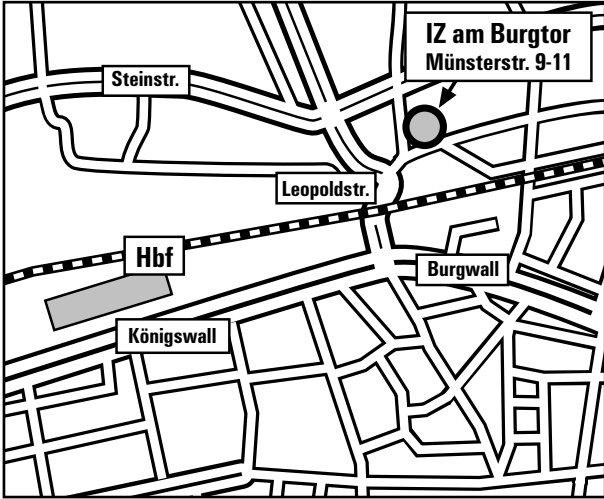 IZ am Burgtor
Münsterstr. 9-11
Steinstr.
Leopoldstr.
Hbf
Burgwall
Königswall